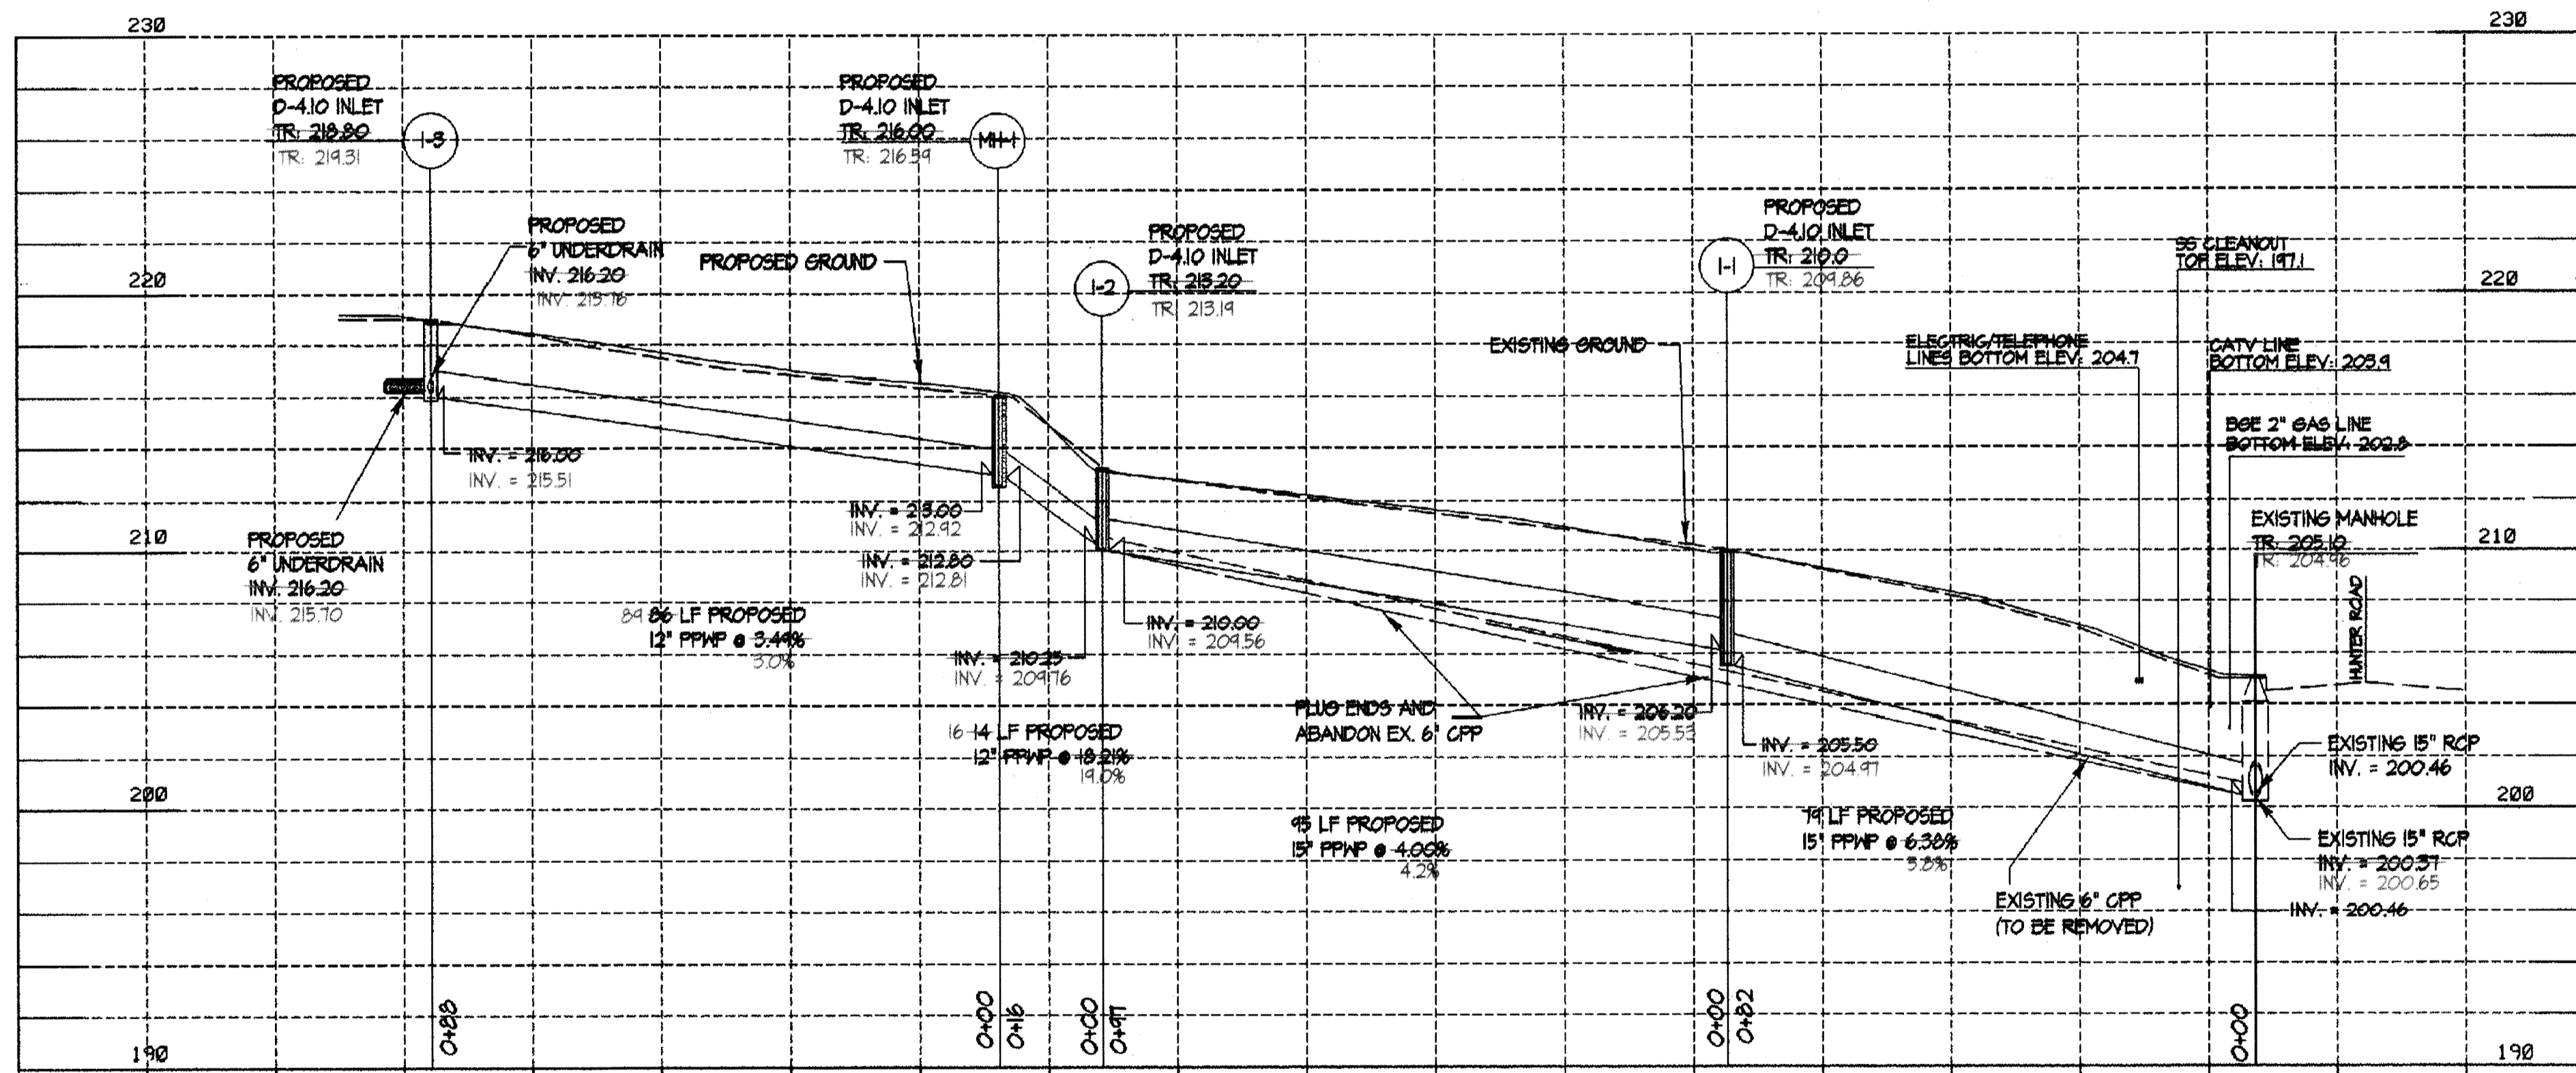 230
230
PROPOSED
D-4.10 INLET
TR: 218.80
TR: 219.31
I-3
PROPOSED
D-4.10 INLET
TR: 216.00
TR: 216.59
MH-1
PROPOSED
6" UNDERDRAIN
INV. 216.20
INV. 215.76
PROPOSED GROUND
PROPOSED
D-4.10 INLET
TR: 213.20
TR: 213.19
I-2
PROPOSED
D-4.10 INLET
TR: 210.0
TR: 209.86
I-1
SS CLEANOUT
TOP ELEV: 197.1
220
220
EXISTING GROUND
ELECTRIC/TELEPHONE
LINES BOTTOM ELEV: 204.7
CATV LINE
BOTTOM ELEV: 203.9
BGE 2" GAS LINE
BOTTOM ELEV: 202.8
INV. = 216.00
INV. = 215.51
INV. = 213.00
INV. = 212.92
INV. = 212.80
INV. = 212.81
EXISTING MANHOLE
TR: 205.10
TR: 204.96
HUNTER ROAD
210
210
PROPOSED
6" UNDERDRAIN
INV. 216.20
INV. 215.70
89 86 LF PROPOSED
12" PPWP @ 3.49%
3.0%
INV. = 210.00
INV. = 209.56
INV. = 210.25
INV. = 209.76
16 14 LF PROPOSED
12" PPWP @ 18.21%
19.0%
PLUG ENDS AND
ABANDON EX. 6" CPP
INV. = 206.20
INV. = 205.53
INV. = 205.50
INV. = 204.97
EXISTING 15" RCP
INV. = 200.46
200
200
95 LF PROPOSED
15" PPWP @ 4.00%
4.2%
79 LF PROPOSED
15" PPWP @ 6.38%
5.8%
EXISTING 15" RCP
INV. = 200.37
INV. = 200.65
INV. = 200.46
EXISTING 6" CPP
(TO BE REMOVED)
190
190
0+88
0+00
0+16
0+00
0+97
0+00
0+82
0+00